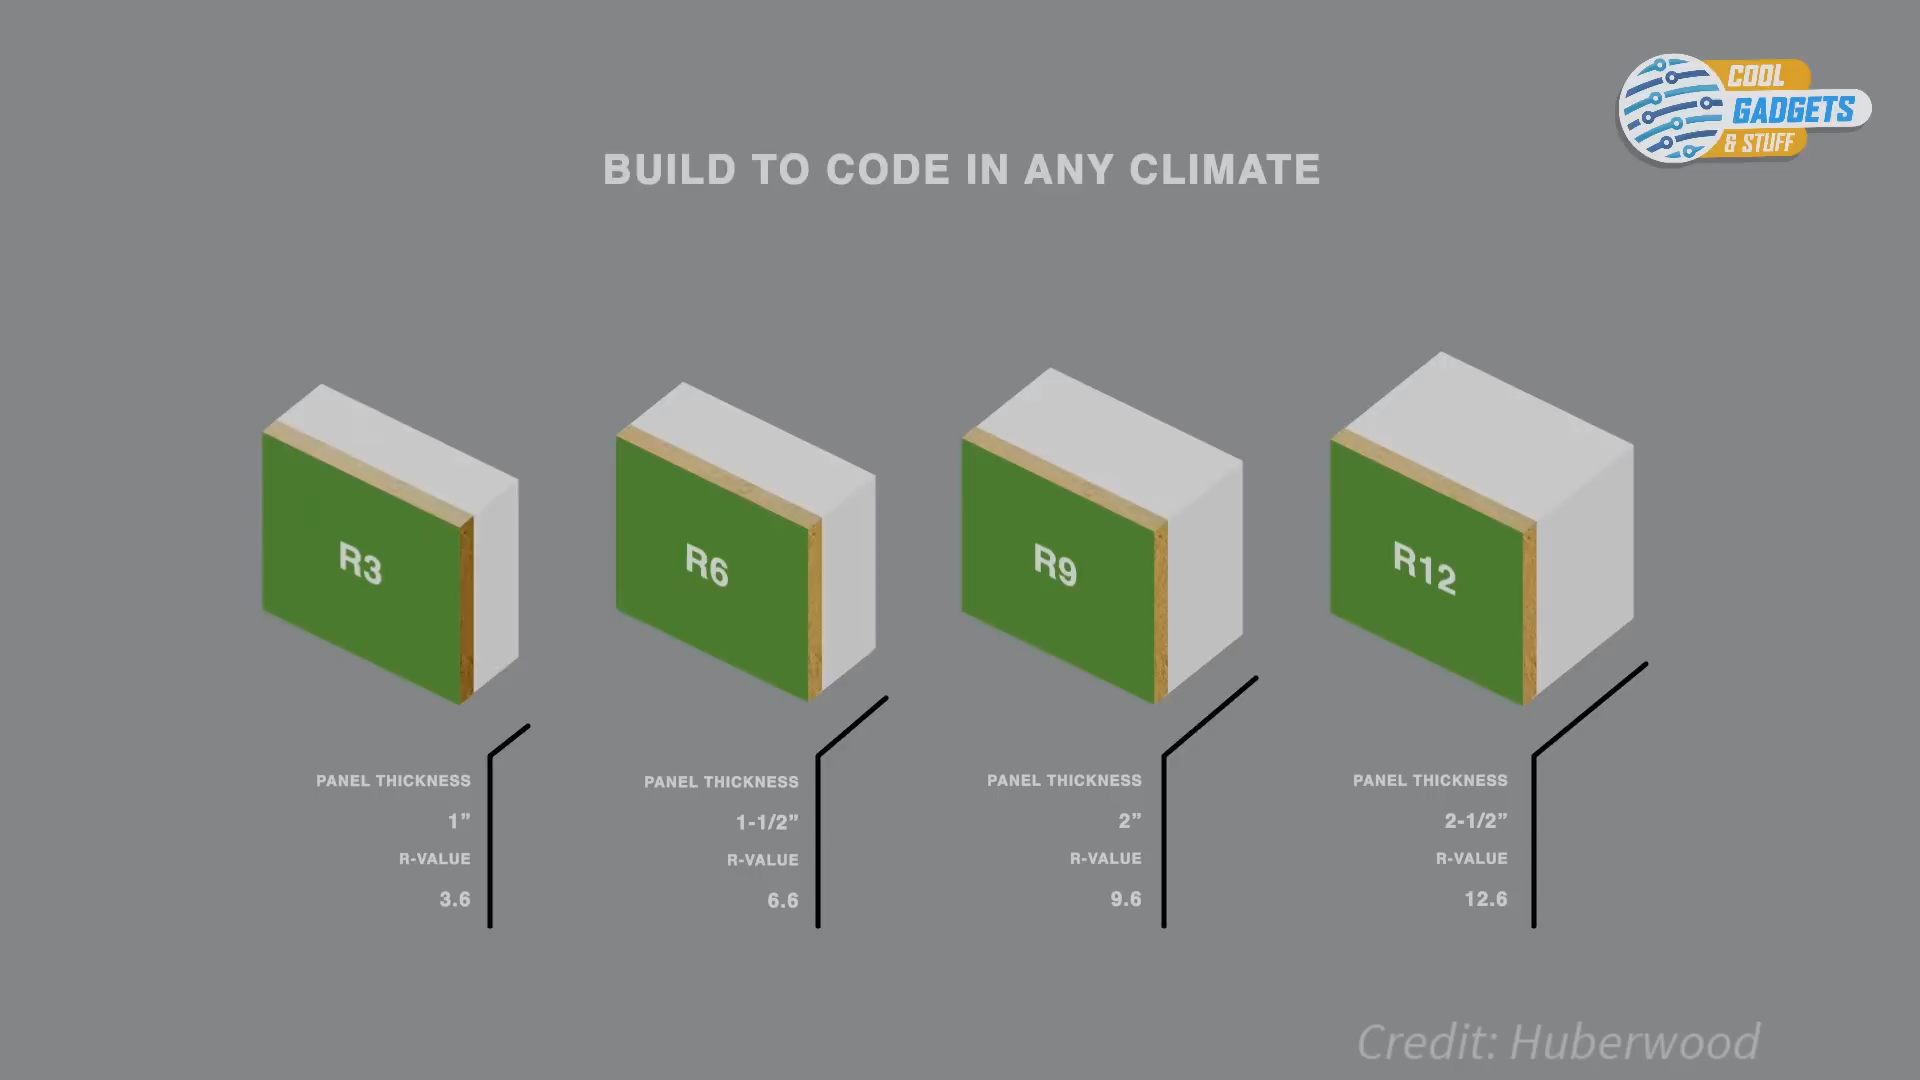 COOL
GADGETS
& STUFF
BUILD TO CODE IN ANY CLIMATE
R3
R6
R9
R12
PANEL THICKNESS
1”
R-VALUE
3.6
PANEL THICKNESS
1-1/2”
R-VALUE
6.6
PANEL THICKNESS
2”
R-VALUE
9.6
PANEL THICKNESS
2-1/2”
R-VALUE
12.6
Credit: Huberwood